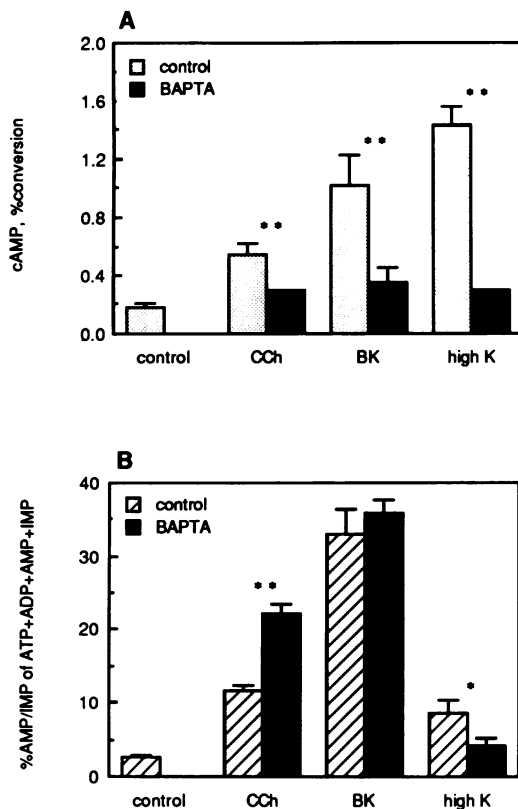 A
2.0
control
BAPTA
* *
1.6
* *
1.2
* *
0.8
0.4
0.0
cAMP, %conversion
control CCh BK high K
B
40
control
BAPTA
30
* *
20
10
*
0
%AMP/IMP of ATP+ADP+AMP+IMP
control CCh BK high K